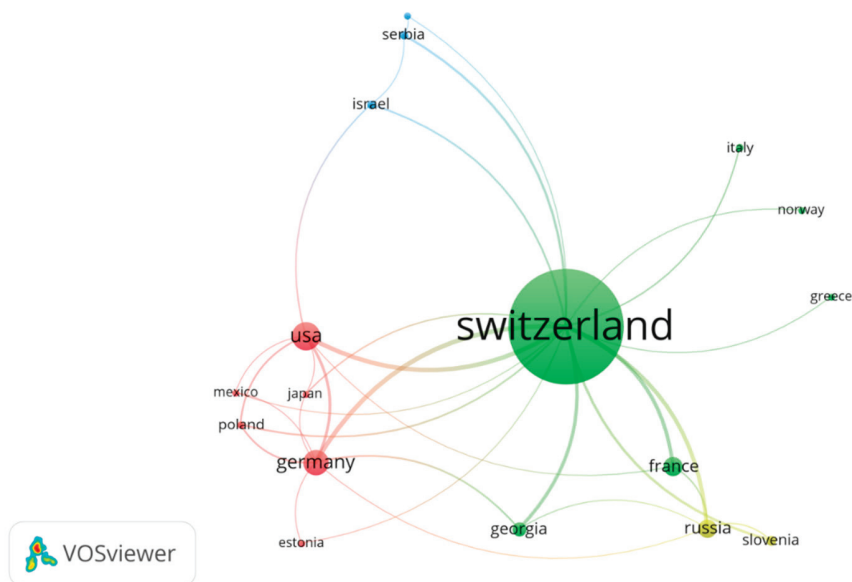 serbia
israel
italy
norway
greece
switzerland
usa
mexico
japan
poland
germany
france
georgia
russia
slovenia
estonia
VOSviewer